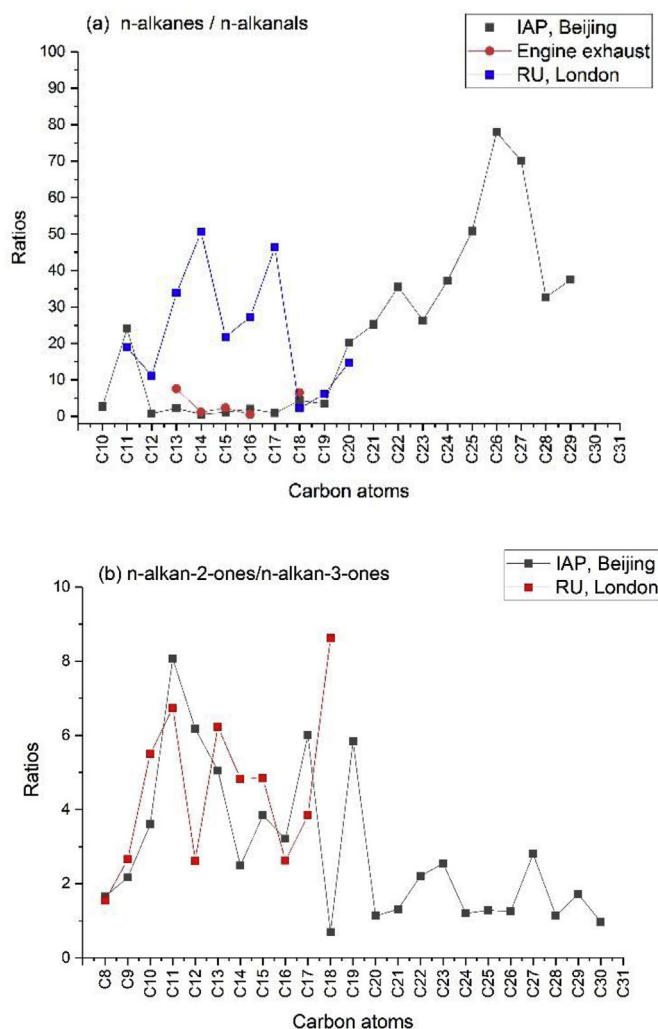 (a) n-alkanes / n-alkanals
IAP, Beijing
Engine exhaust
RU, London
100
90
80
70
60
50
40
30
20
10
0
Ratios
C10 C11 C12 C13 C14 C15 C16 C17 C18 C19 C20 C21 C22 C23 C24 C25 C26 C27 C28 C29 C30 C31
Carbon atoms
(b) n-alkan-2-ones/n-alkan-3-ones
IAP, Beijing
RU, London
10
8
6
4
2
0
Ratios
C8 C9 C10 C11 C12 C13 C14 C15 C16 C17 C18 C19 C20 C21 C22 C23 C24 C25 C26 C27 C28 C29 C30 C31
Carbon atoms